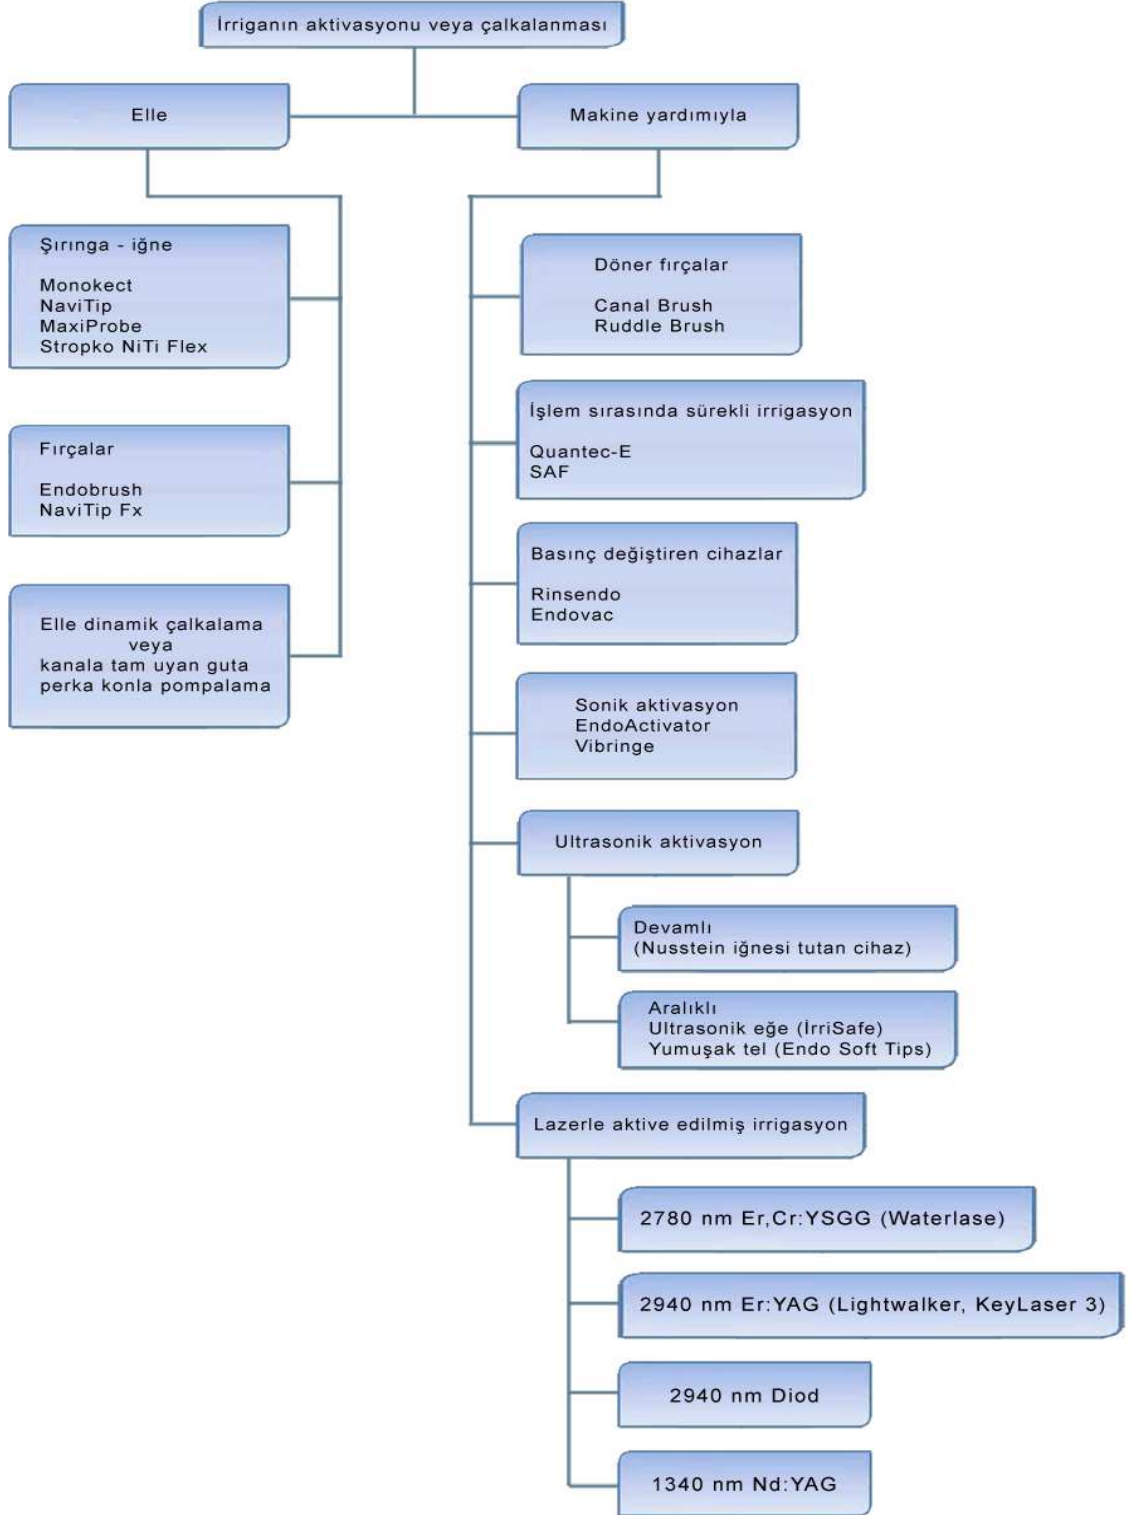 İrriganın aktivasyonu veya çalkalanması
Elle
Makine yardımıyla
Şırınga - iğne
Monokect
NaviTip
MaxiProbe
Stropko NiTi Flex
Fırçalar
Endobrush
NaviTip Fx
Elle dinamik çalkalama
veya
kanala tam uyan guta
perka konla pompalama
Döner fırçalar
Canal Brush
Ruddle Brush
İşlem sırasında sürekli irrigasyon
Quantec-E
SAF
Basınç değiştiren cihazlar
Rinsendo
Endovac
Sonik aktivasyon
EndoActivator
Vibringe
Ultrasonik aktivasyon
Devamlı
(Nusstein iğnesi tutan cihaz)
Aralıklı
Ultrasonik eğe (İrriSafe)
Yumuşak tel (Endo Soft Tips)
Lazerle aktive edilmiş irrigasyon
2780 nm Er,Cr:YSGG (Waterlase)
2940 nm Er:YAG (Lightwalker, KeyLaser 3)
2940 nm Diod
1340 nm Nd:YAG